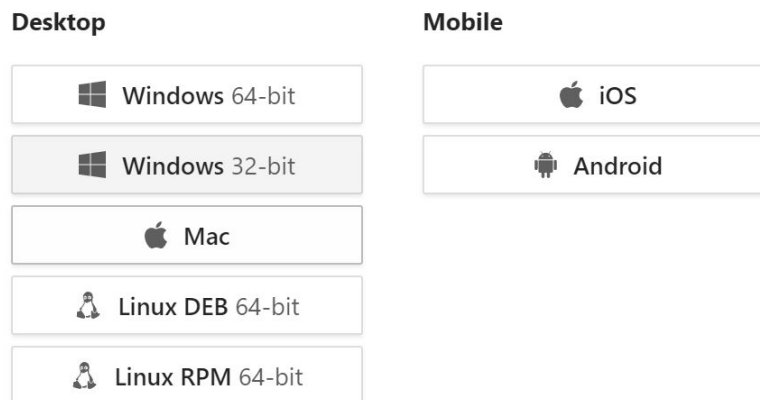 Desktop
Windows 64-bit
Windows 32-bit
Mac
Linux DEB 64-bit
Linux RPM 64-bit
Mobile
iOS
Android